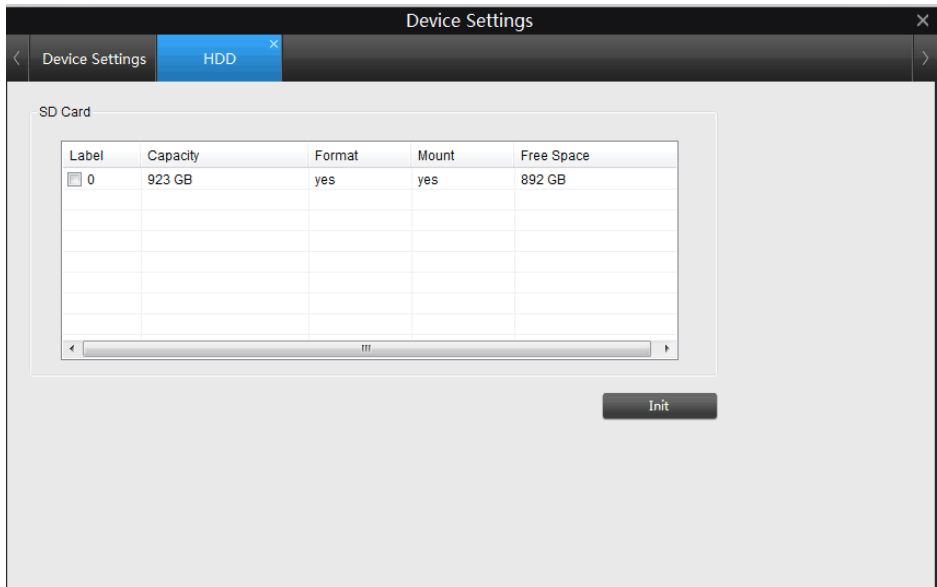 Device Settings
Device Settings HDD
SD Card
Label Capacity Format Mount Free Space
0 923 GB yes yes 892 GB
Init